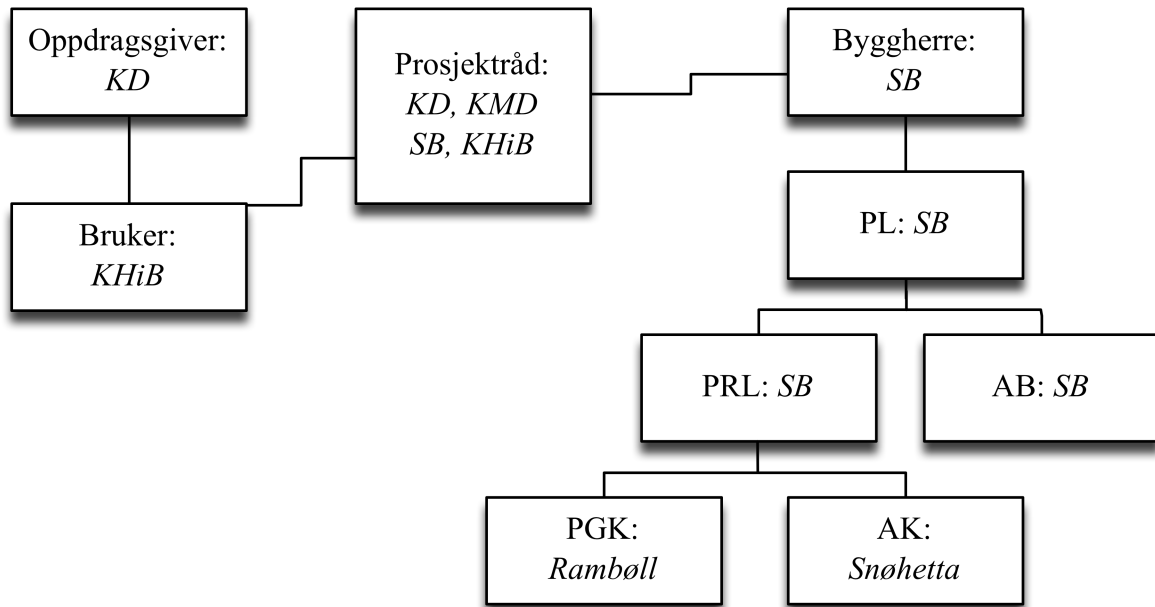 Oppdragsgiver:
KD
Prosjektråd:
KD, KMD
SB, KHiB
Byggherre:
SB
Bruker:
KHiB
PL: SB
PRL: SB
AB: SB
PGK:
Rambøll
AK:
Snøhetta